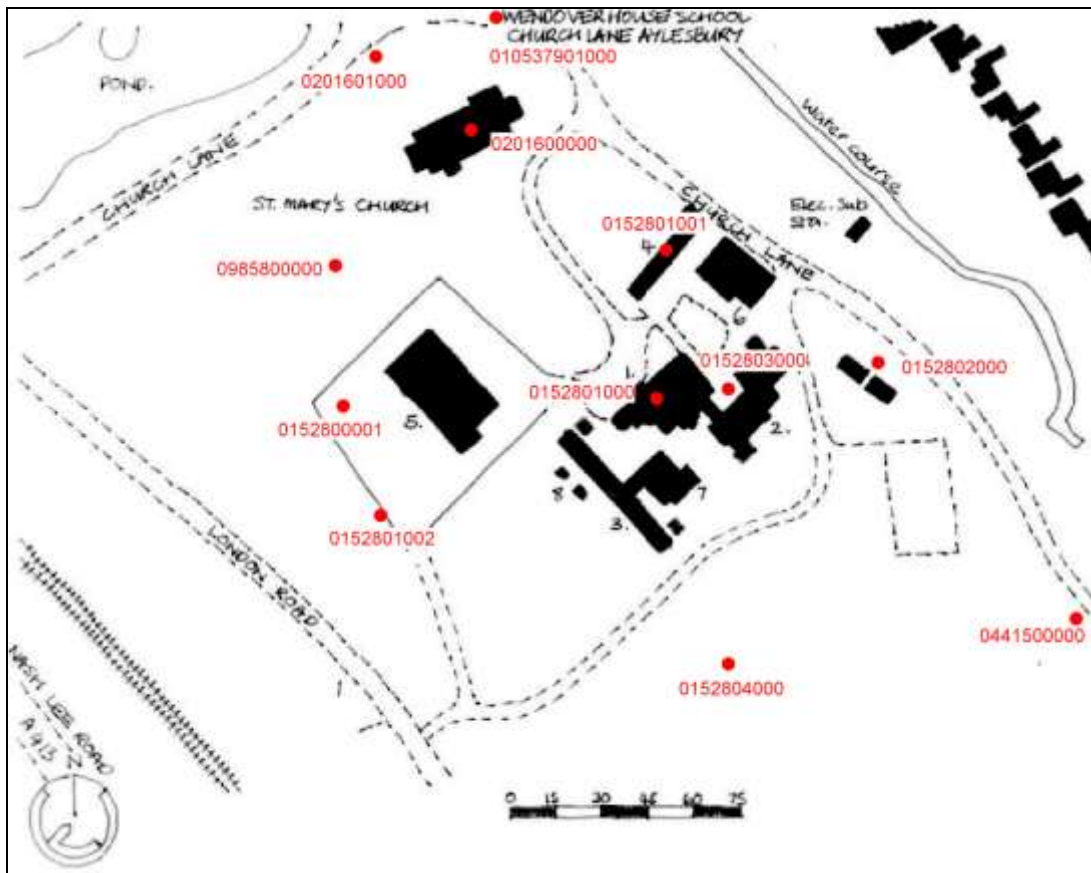 WENDOVER HOUSE SCHOOL
CHURCH LANE AYLESBURY
010537901000
0201601000
POND.
0201600000
CHURCH LANE
Water course
ST. MARY'S CHURCH
CHURCH LANE
Elec. Sub
Sta.
0152801001
4.
0985800000
6
0152803000
0152802000
1.
0152801000
5.
2.
0152800001
8
7
3.
0152801002
LONDON ROAD
0441500000
0152804000
NASH LEE ROAD
A 413
0 15 30 45 60 75